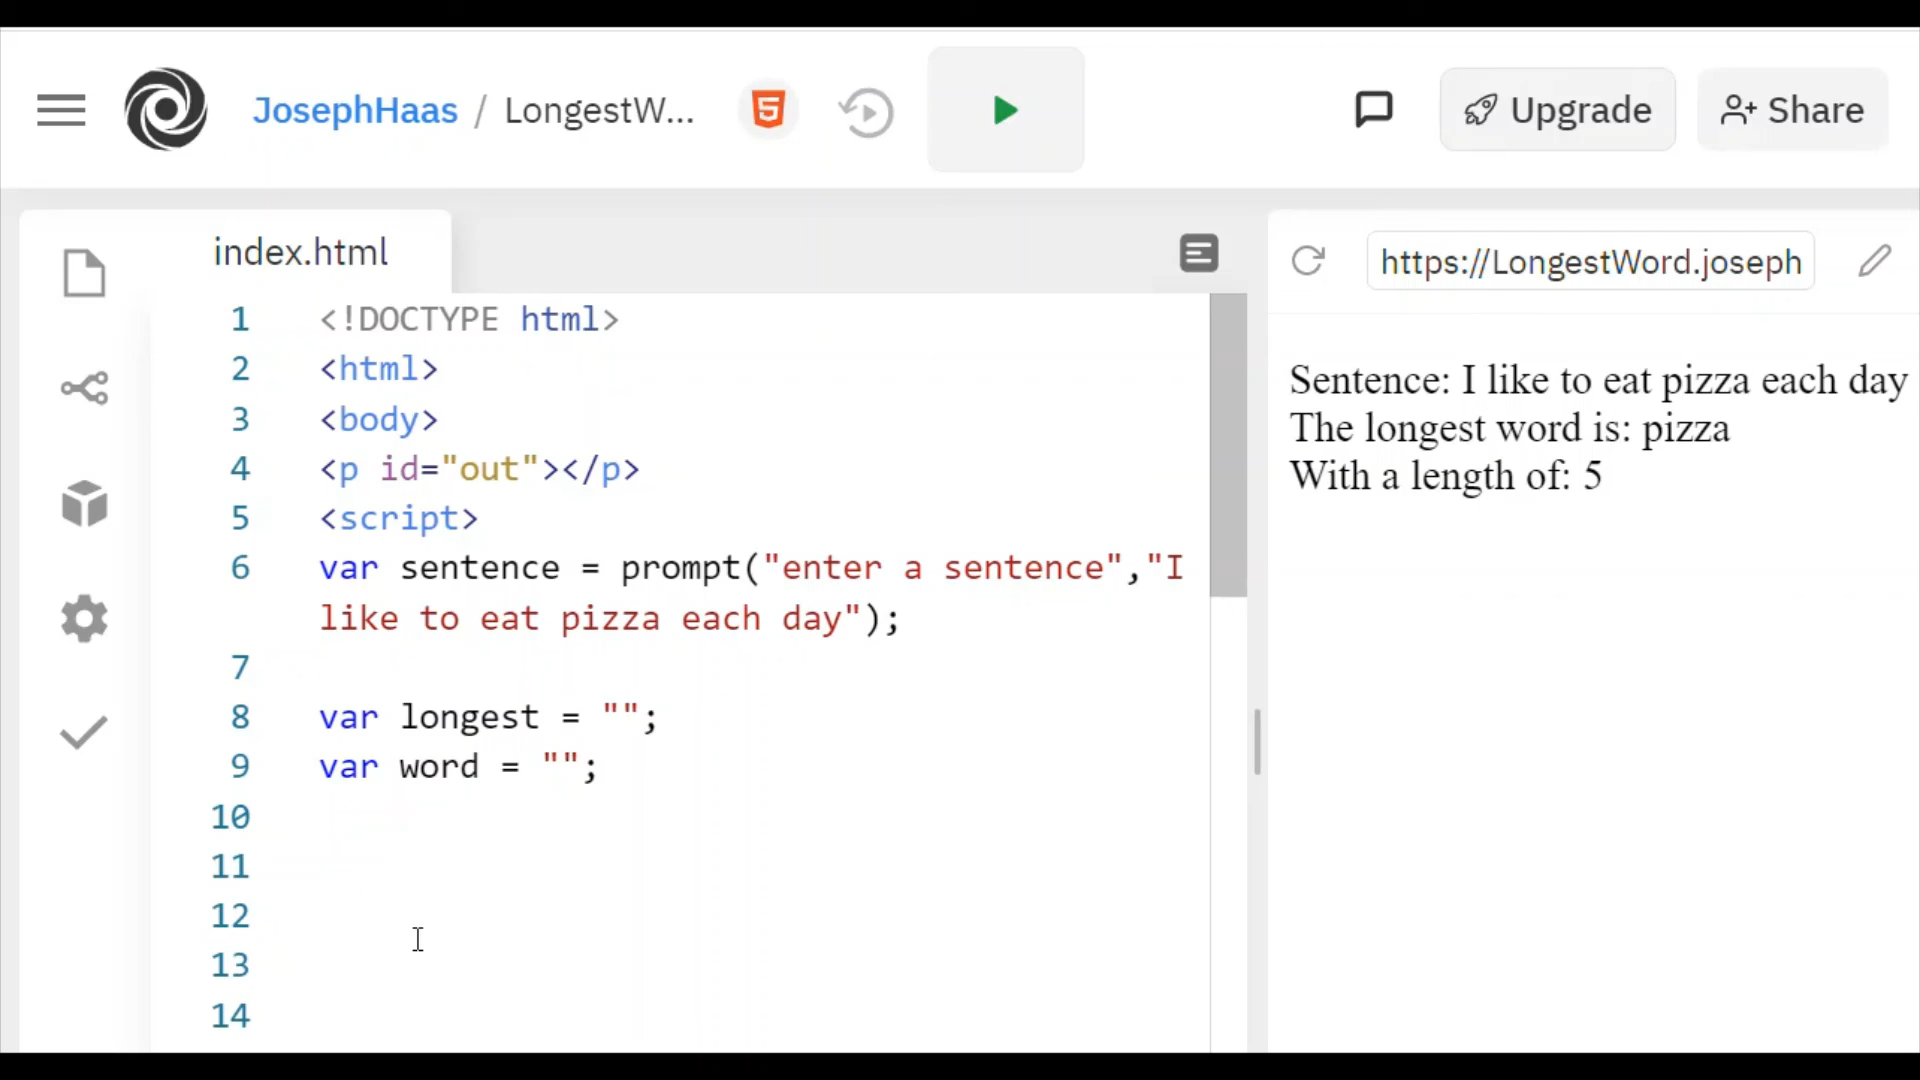 JosephHaas / LongestW...
5
Upgrade
Share
index.html
https://LongestWord.joseph
1 <!DOCTYPE html>
2 <html>
3 <body>
4 <p id="out"></p>
5 <script>
6 var sentence = prompt("enter a sentence","I
like to eat pizza each day");
7
8 var longest = "";
9 var word = "";
10
11
12
13
14
Sentence: I like to eat pizza each day
The longest word is: pizza
With a length of: 5